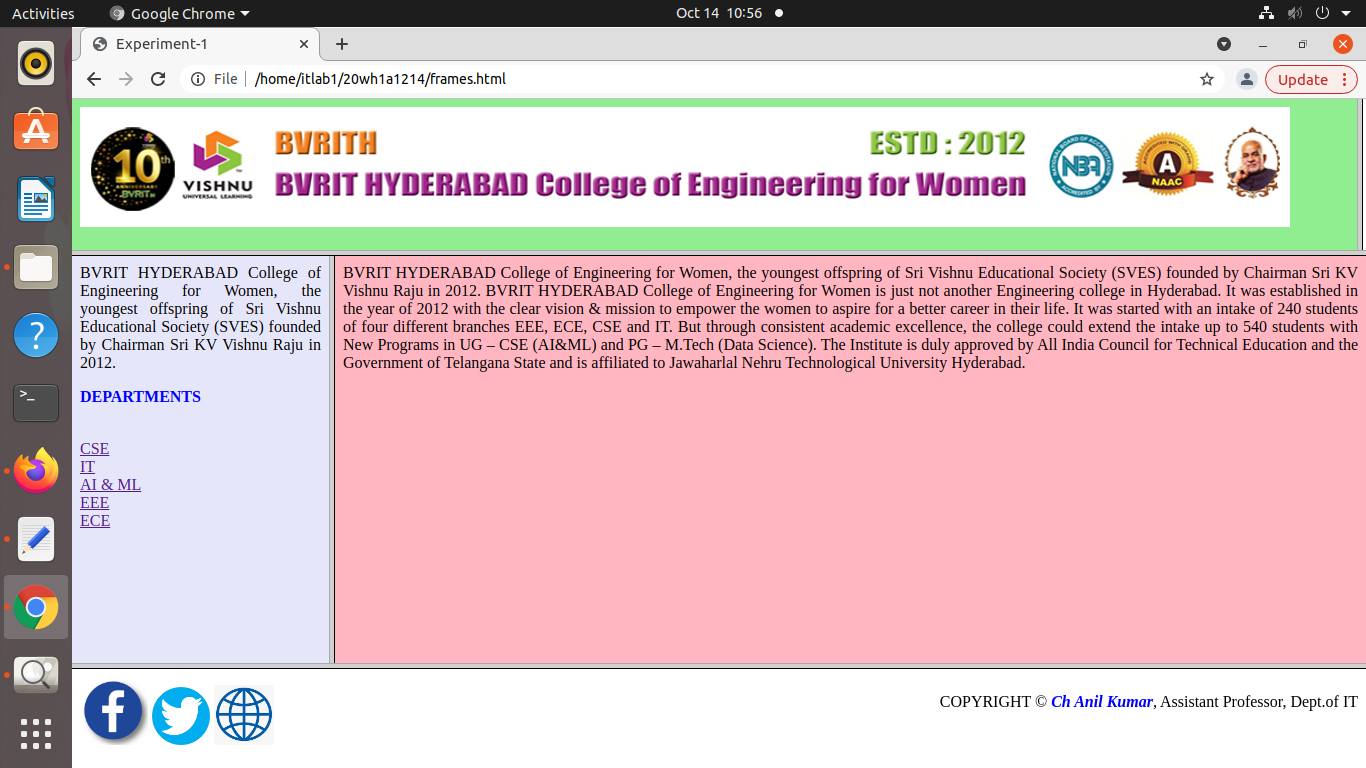 Activities
Google Chrome
Oct 14 10:56
Experiment-1
File
/home/itlab1/20wh1a1214/frames.html
Update
10th
ANNIVERSARY
BVRITH
VISHNU
UNIVERSAL LEARNING
BVRITH
ESTD : 2012
BVRIT HYDERABAD College of Engineering for Women
NATIONAL BOARD OF ACCREDITATION
NBA
ACCREDITED BY
A
NAAC
BVRIT HYDERABAD College of
Engineering for Women, the
youngest offspring of Sri Vishnu
Educational Society (SVES) founded
by Chairman Sri KV Vishnu Raju in
2012.
DEPARTMENTS
CSE
IT
AI & ML
EEE
ECE
BVRIT HYDERABAD College of Engineering for Women, the youngest offspring of Sri Vishnu Educational Society (SVES) founded by Chairman Sri KV
Vishnu Raju in 2012. BVRIT HYDERABAD College of Engineering for Women is just not another Engineering college in Hyderabad. It was established in
the year of 2012 with the clear vision & mission to empower the women to aspire for a better career in their life. It was started with an intake of 240 students
of four different branches EEE, ECE, CSE and IT. But through consistent academic excellence, the college could extend the intake up to 540 students with
New Programs in UG – CSE (AI&ML) and PG – M.Tech (Data Science). The Institute is duly approved by All India Council for Technical Education and the
Government of Telangana State and is affiliated to Jawaharlal Nehru Technological University Hyderabad.
COPYRIGHT © Ch Anil Kumar, Assistant Professor, Dept.of IT